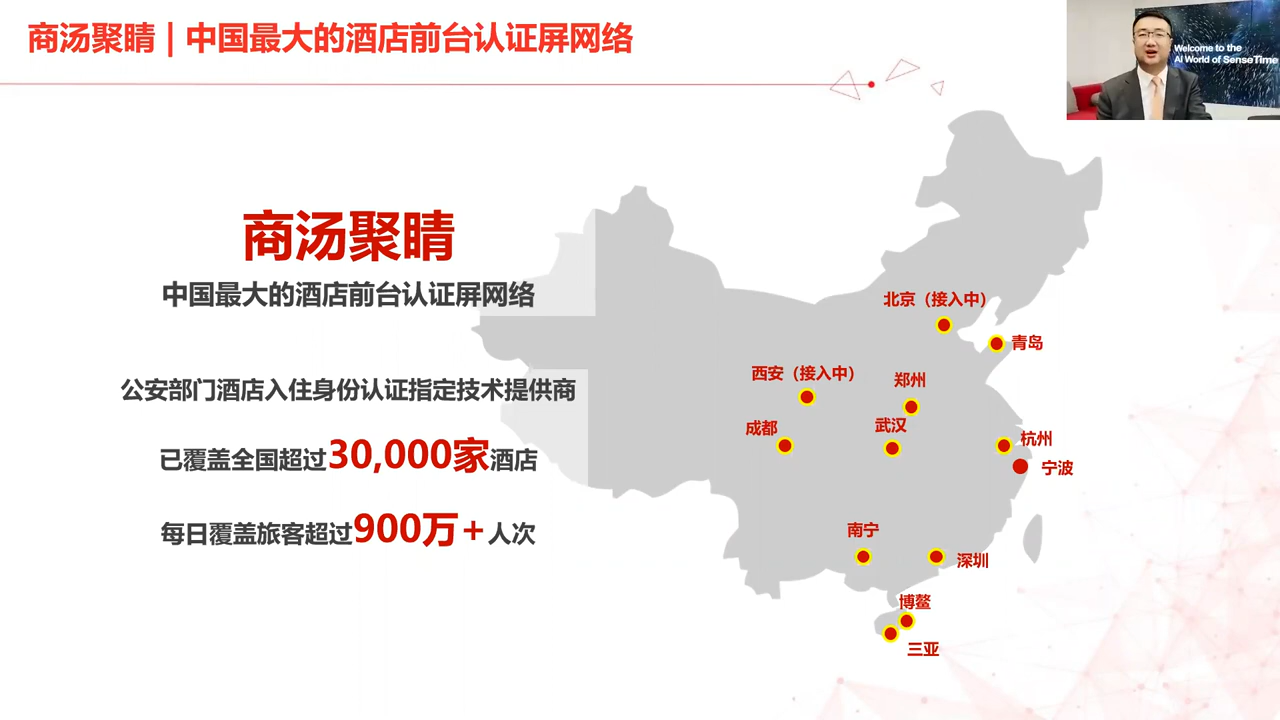 商汤聚睛 | 中国最大的酒店前台认证屏网络
Welcome to the
AI World of SenseTime
商汤聚睛
中国最大的酒店前台认证屏网络
公安部门酒店入住身份认证指定技术提供商
已覆盖全国超过30,000家酒店
每日覆盖旅客超过900万+人次
北京（接入中）
青岛
西安（接入中）
郑州
成都
武汉
杭州
宁波
南宁
深圳
博鳌
三亚